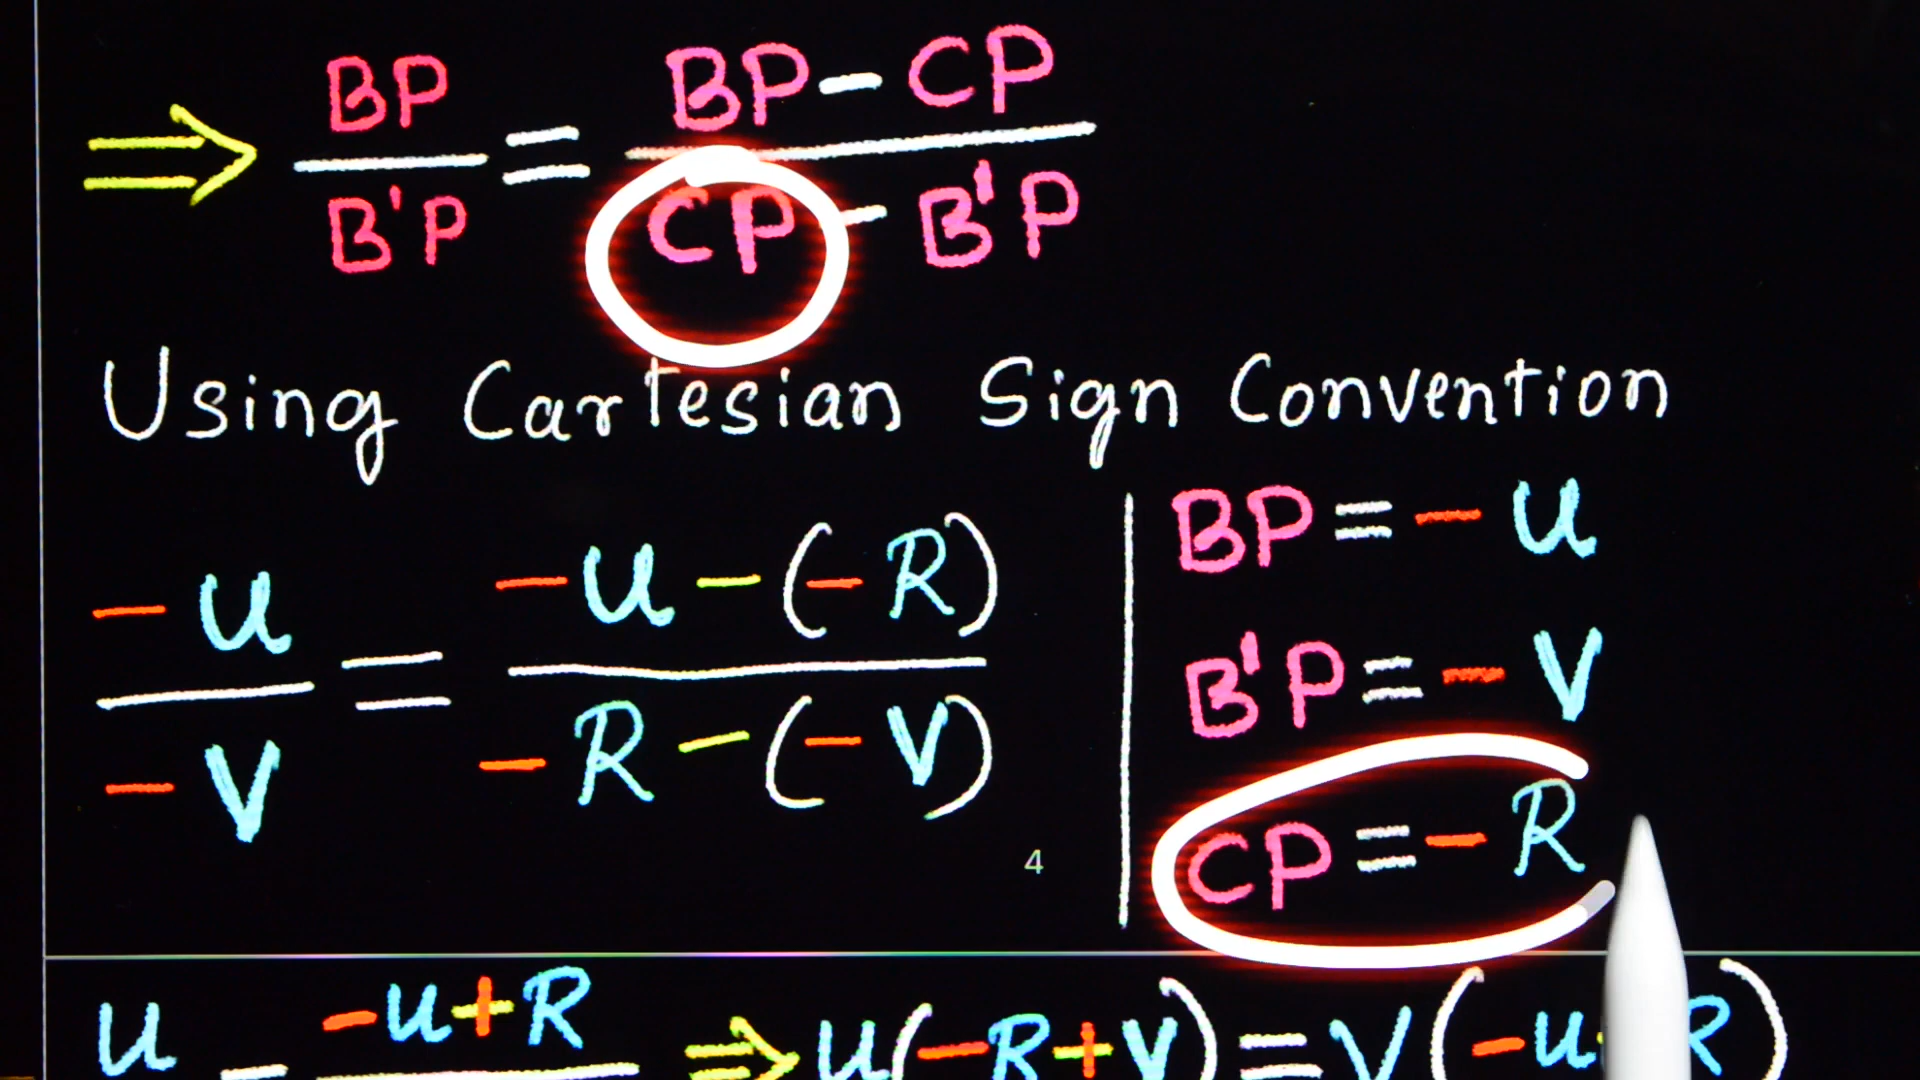 ⇒ BP/B'P = (BP - CP)/(CP - B'P)
Using Cartesian Sign Convention
BP = - u
B'P = - V
-u/-V = (-u-(-R))/(-R-(-V))
CP = - R
4
u = -u+R ⇒ u(-R+V) = V(-u R)